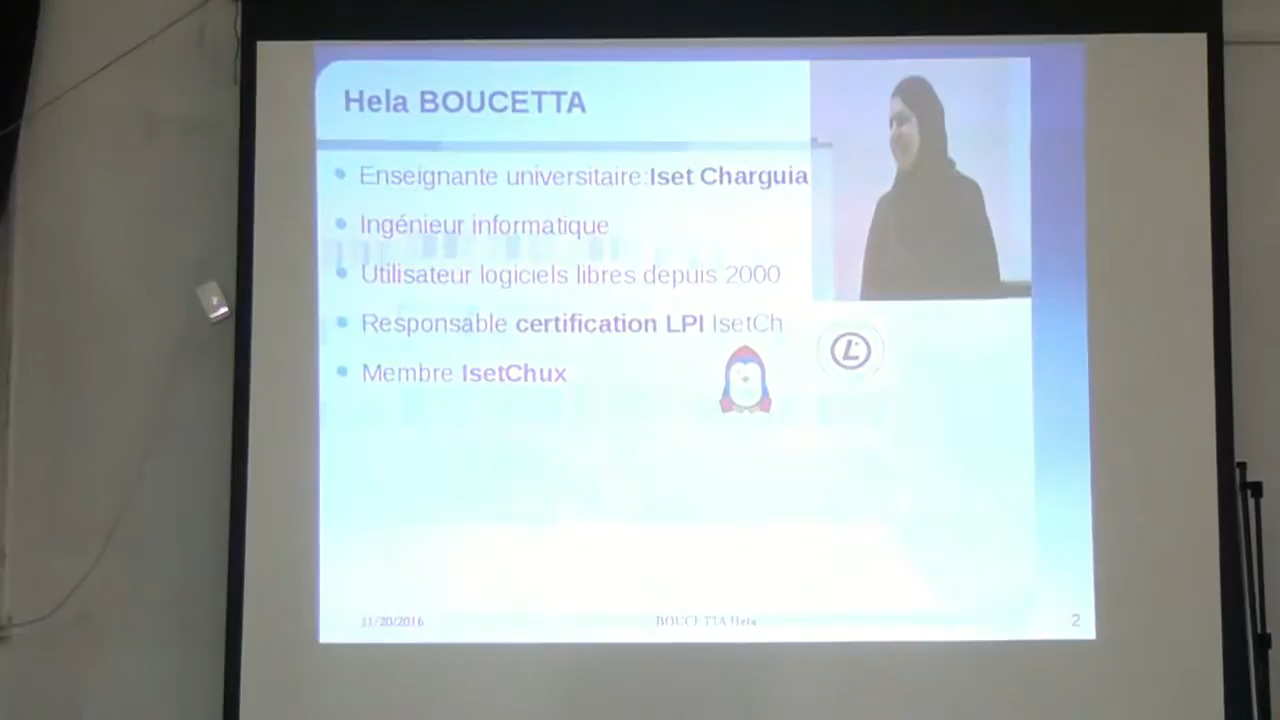 Hela BOUCETTA
Enseignante universitaire:Iset Charguia
Ingénieur informatique
Utilisateur logiciels libres depuis 2000
Responsable certification LPI IsetCh
Membre IsetChux
11/20/2016
BOUCETTA Hela
2